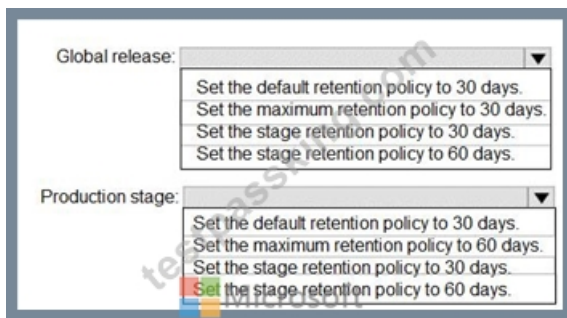 Global release:
Set the default retention policy to 30 days.
Set the maximum retention policy to 30 days.
Set the stage retention policy to 30 days.
Set the stage retention policy to 60 days.
Production stage:
Set the default retention policy to 30 days.
Set the maximum retention policy to 60 days.
Set the stage retention policy to 30 days.
Set the stage retention policy to 60 days.
testpassking.com
Microsoft